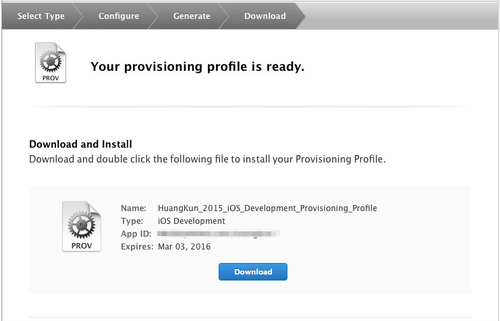 Select Type Configure Generate Download
PROV
Your provisioning profile is ready.
Download and Install
Download and double click the following file to install your Provisioning Profile.
PROV
Name: HuangKun_2015_iOS_Development_Provisioning_Profile
Type: iOS Development
App ID:
Expires: Mar 03, 2016
Download